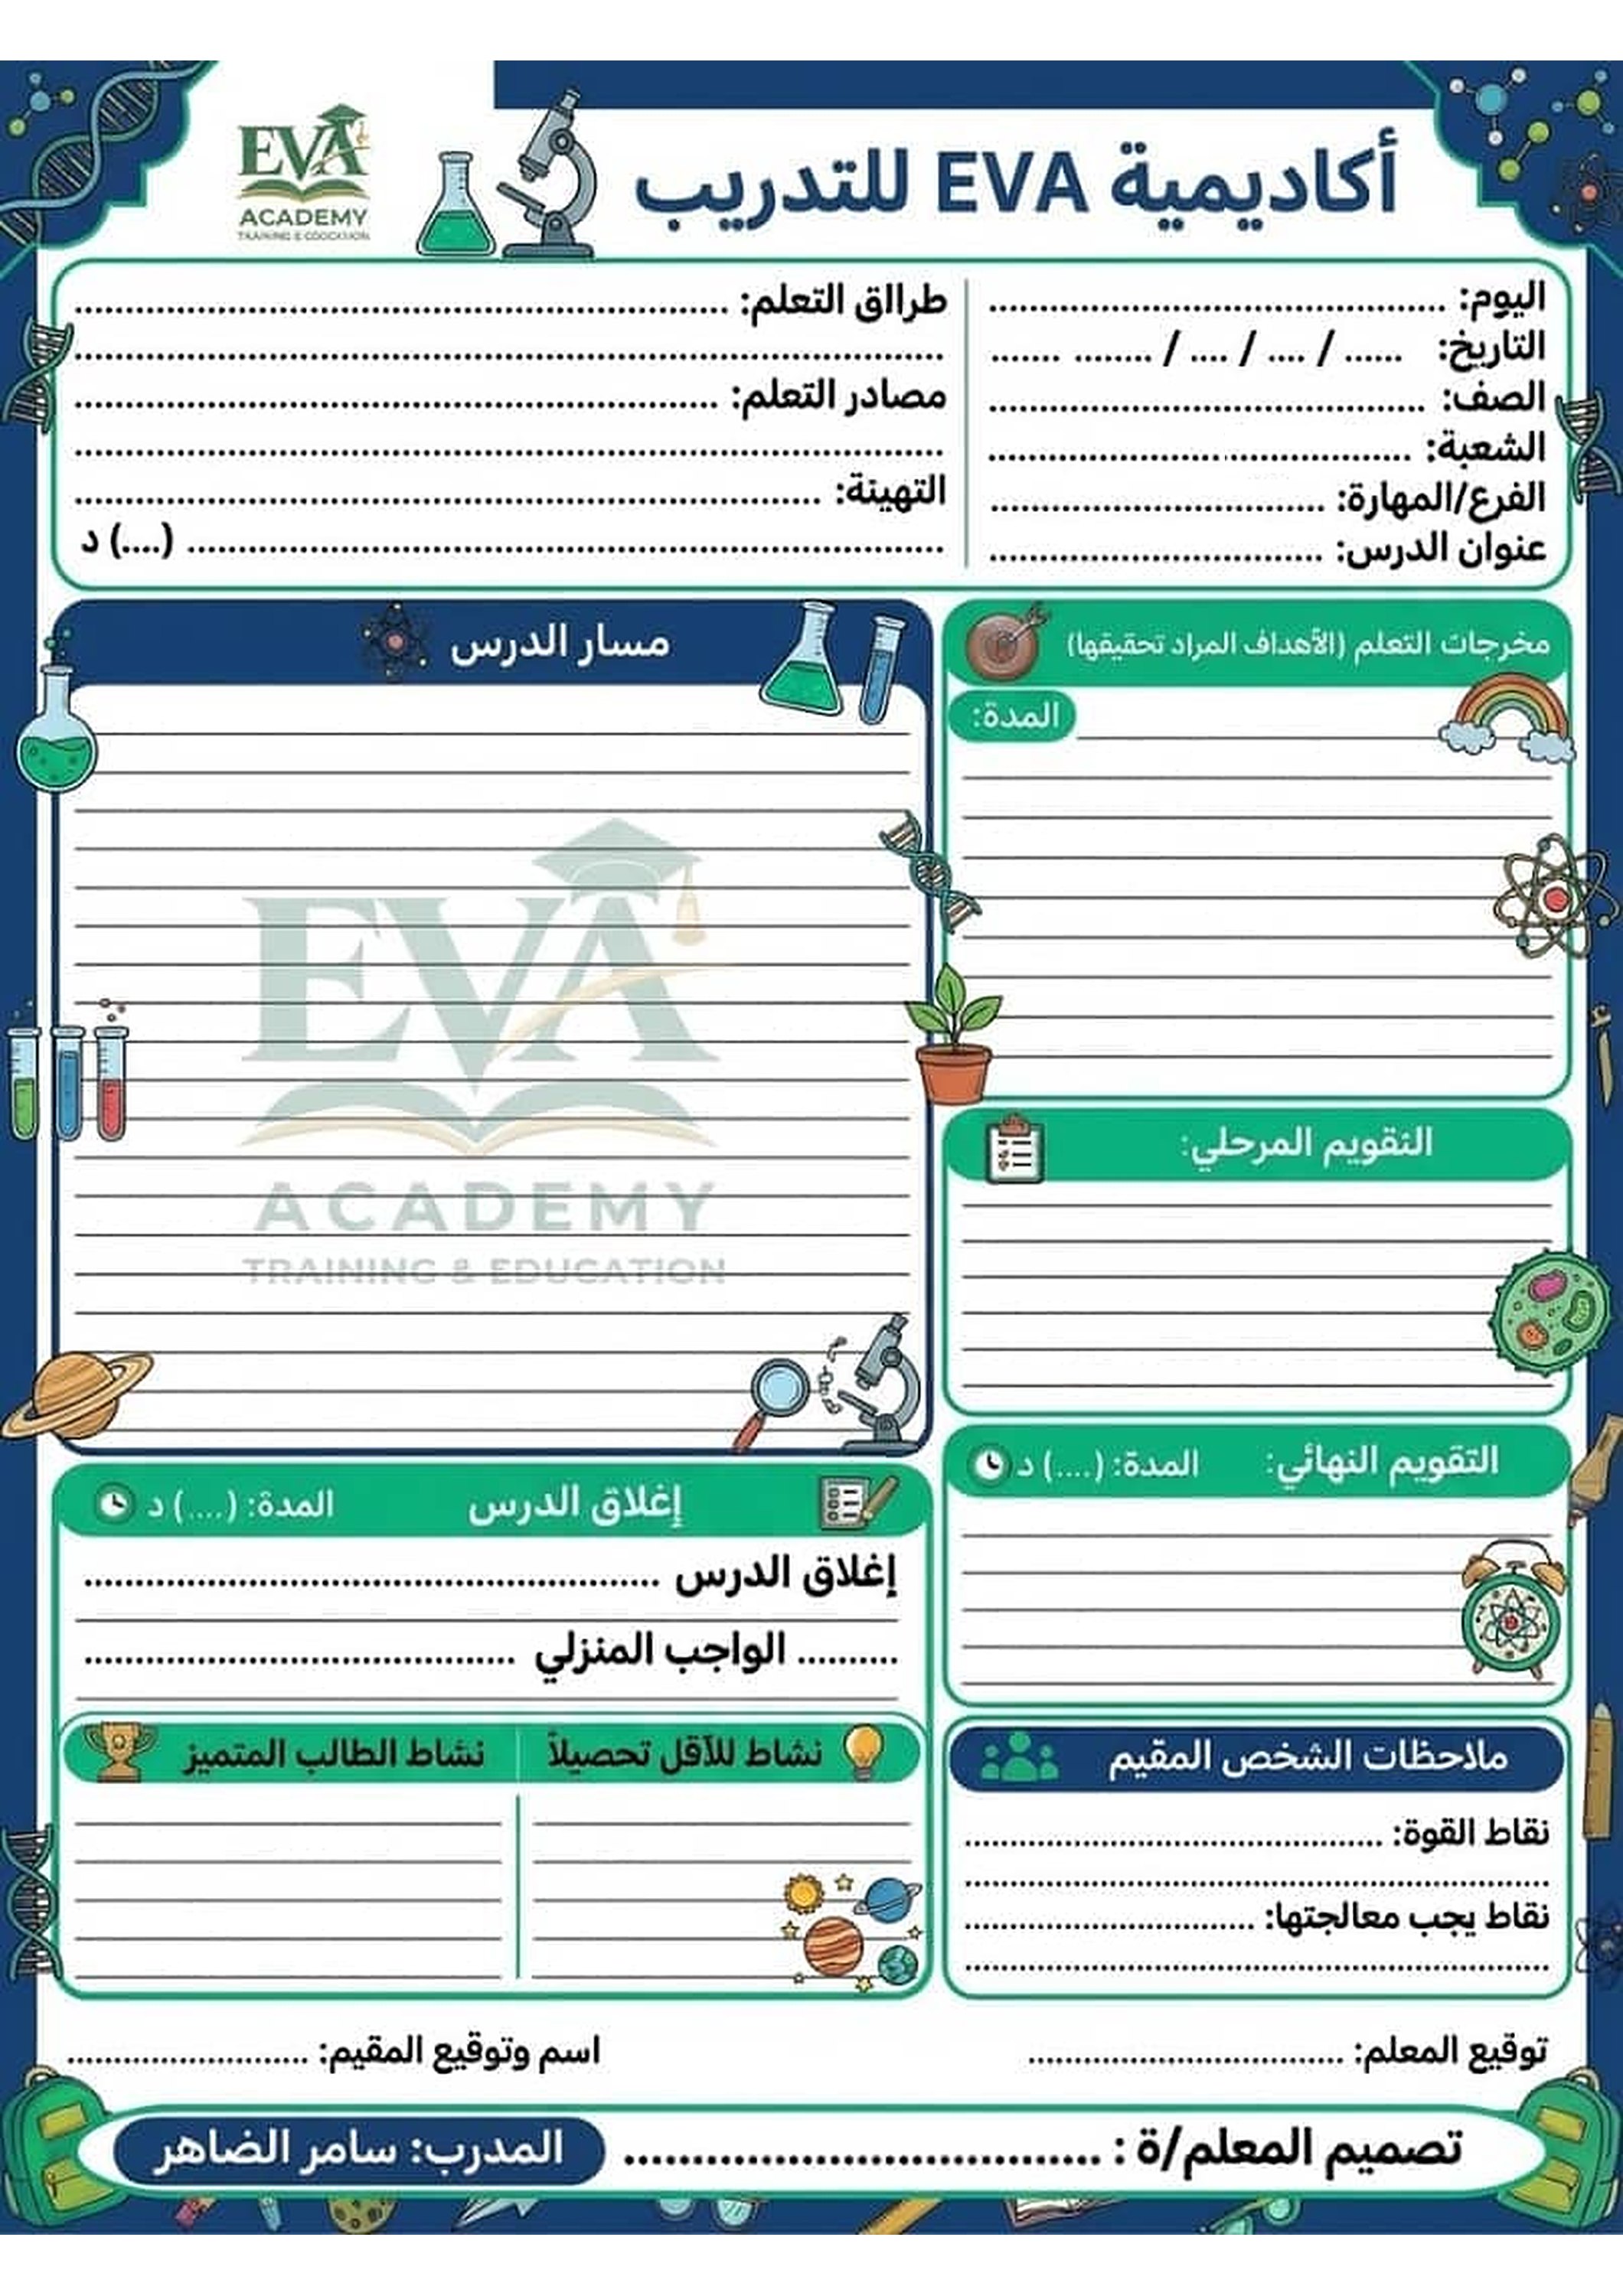 أكاديمية EVA للتدريب
EVA
ACADEMY
TRAINING & EDUCATION
اليوم: ................................................
التاريخ: ...... / .... / .... / ........ .......
الصف: ................................................
الشعبة: ................................................
الفرع/المهارة: ....................................
عنوان الدرس: ....................................
طرااق التعلم: ................................................
................................................
مصادر التعلم: ................................................
................................................
التهينة: ................................................
................................................ (....) د
مخرجات التعلم (الأهداف المراد تحقيقها)
المدة:
مسار الدرس
EVA
ACADEMY
TRAINING & EDUCATION
التقويم المرحلي:
التقويم النهائي: المدة: (....) د
إغلاق الدرس المدة: (....) د
إغلاق الدرس ................................................
.......... الواجب المنزلي ................................................
نشاط للأقل تحصيلاً
نشاط الطالب المتميز
ملاحظات الشخص المقيم
نقاط القوة: ................................................
................................................
نقاط يجب معالجتها: ................................
................................................
توقيع المعلم: ....................................
اسم وتوقيع المقيم: ...........................
تصميم المعلم/ة : ....................................
المدرب: سامر الضاهر